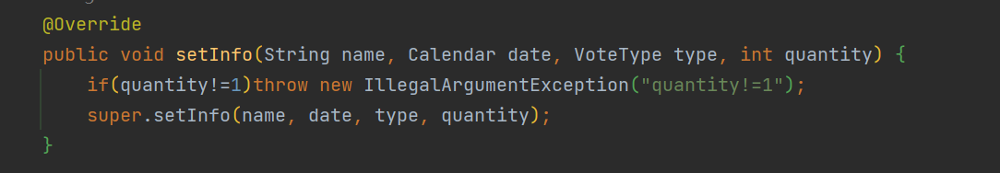 @Override
public void setInfo(String name, Calendar date, VoteType type, int quantity) {
if(quantity!=1)throw new IllegalArgumentException("quantity!=1");
super.setInfo(name, date, type, quantity);
}